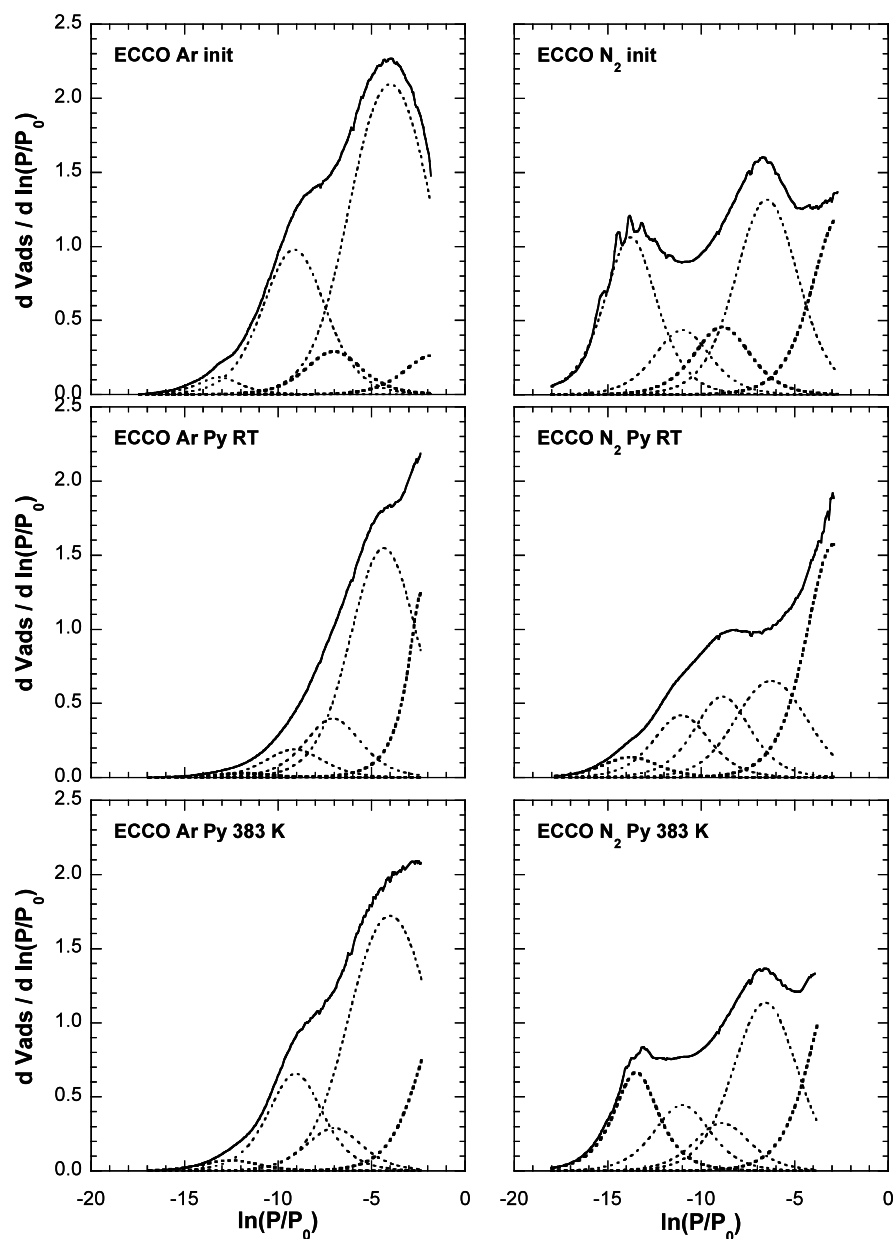 2.5
ECCO Ar init
ECCO N2 init
2.0
1.5
1.0
0.5
0.0
d Vads / d ln(P/P0)
2.5
ECCO Ar Py RT
ECCO N2 Py RT
2.0
1.5
1.0
0.5
0.0
d Vads / d ln(P/P0)
2.5
ECCO Ar Py 383 K
ECCO N2 Py 383 K
2.0
1.5
1.0
0.5
0.0
d Vads / d ln(P/P0)
-20 -15 -10 -5 0
-20 -15 -10 -5 0
ln(P/P0)
ln(P/P0)